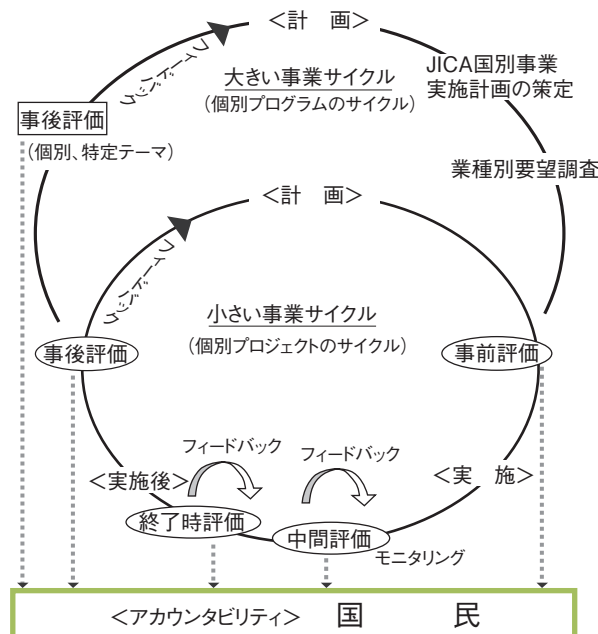 <計　画>
フィードバック
大きい事業サイクル
(個別プログラムのサイクル)
JICA国別事業
実施計画の策定
事後評価
(個別、特定テーマ)
業種別要望調査
<計　画>
フィードバック
小さい事業サイクル
(個別プロジェクトのサイクル)
事後評価
事前評価
フィードバック
フィードバック
<実施後>
<実　施>
終了時評価
中間評価
モニタリング
<アカウンタビリティ>　国　　民